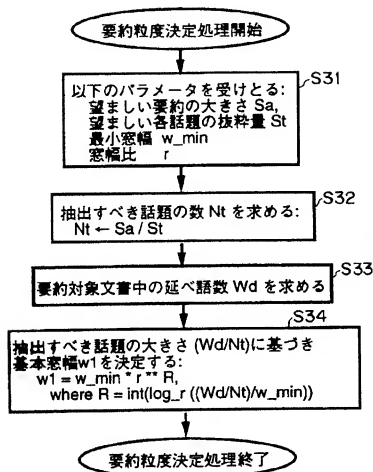 要約粒度決定処理開始
S31
以下のパラメータを受けとる:
望ましい要約の大きさ Sa,
望ましい各話題の抜粋量 St
最小窓幅 w_min
窓幅比 r
S32
抽出すべき話題の数 Nt を求める:
Nt ← Sa / St
S33
要約対象文書中の延べ語数 Wd を求める
S34
抽出すべき話題の大きさ (Wd/Nt)に基づき
基本窓幅w1を決定する:
w1 = w_min * r ** R,
where R = int(log_r ((Wd/Nt)/w_min))
要約粒度決定処理終了